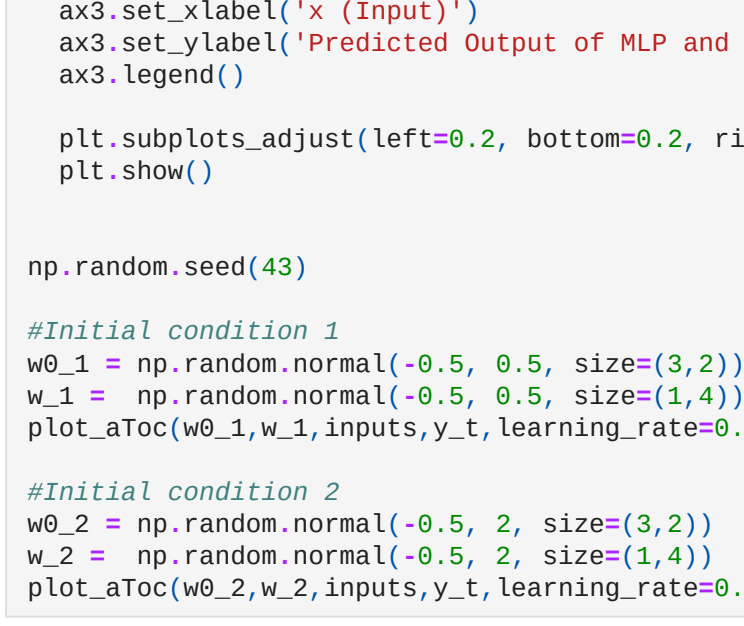 ax3.set_xlabel('x (Input)')
ax3.set_ylabel('Predicted Output of MLP and
ax3.legend()
plt.subplots_adjust(left=0.2, bottom=0.2, ri
plt.show()
np.random.seed(43)
#Initial condition 1
w0_1 = np.random.normal(-0.5, 0.5, size=(3,2))
w_1 =  np.random.normal(-0.5, 0.5, size=(1,4))
plot_aToc(w0_1,w_1,inputs,y_t,learning_rate=0.
#Initial condition 2
w0_2 = np.random.normal(-0.5, 2, size=(3,2))
w_2 =  np.random.normal(-0.5, 2, size=(1,4))
plot_aToc(w0_2,w_2,inputs,y_t,learning_rate=0.